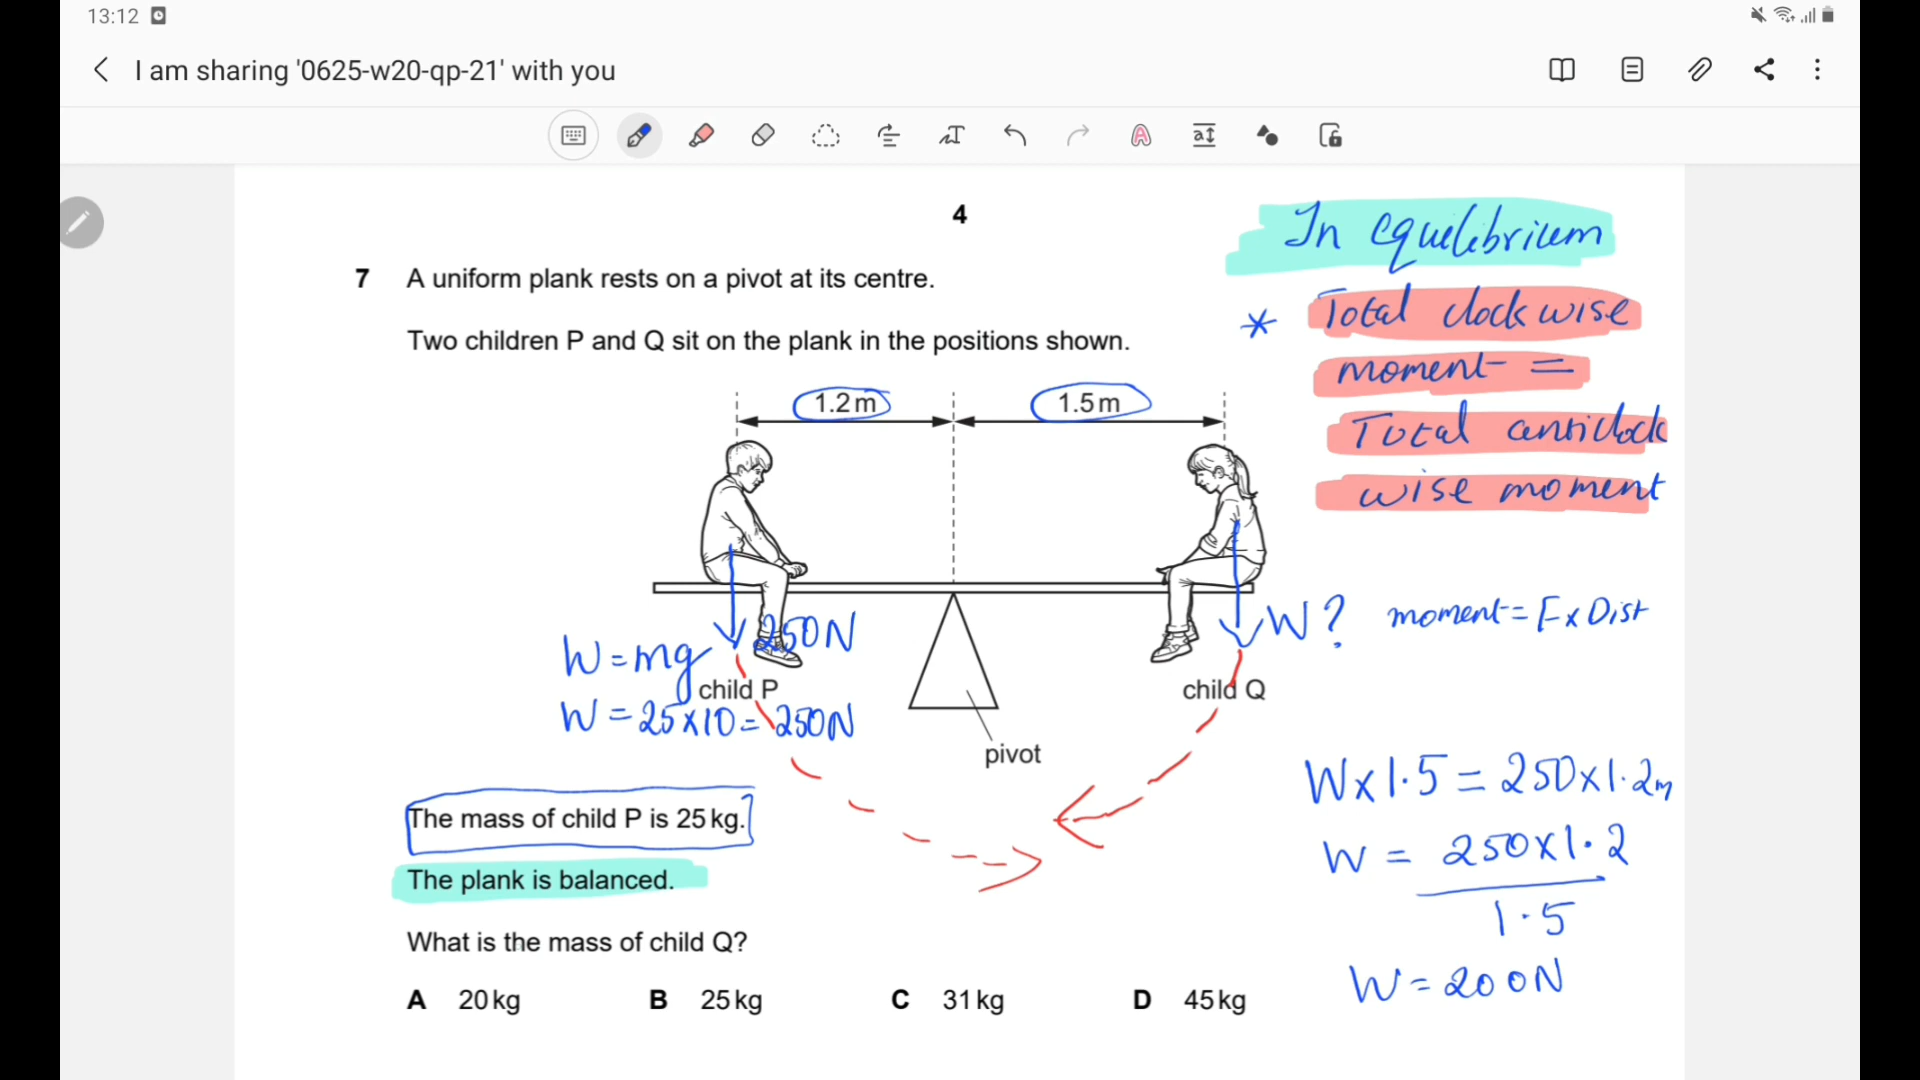 13:12
I am sharing '0625-w20-qp-21' with you
4
In equilibrium
7 A uniform plank rests on a pivot at its centre.
* Total clockwise
Two children P and Q sit on the plank in the positions shown.
moment =
1.2 m 1.5 m
Total anticlock
wise moment
250N
W?
moment = F x Dist
W = mg
child P
child Q
W = 25 x 10 = 250N
pivot
W x 1.5 = 250 x 1.2m
The mass of child P is 25 kg.
W = 250 x 1.2
The plank is balanced.
1.5
What is the mass of child Q?
W = 200N
A 20 kg B 25 kg C 31 kg D 45 kg